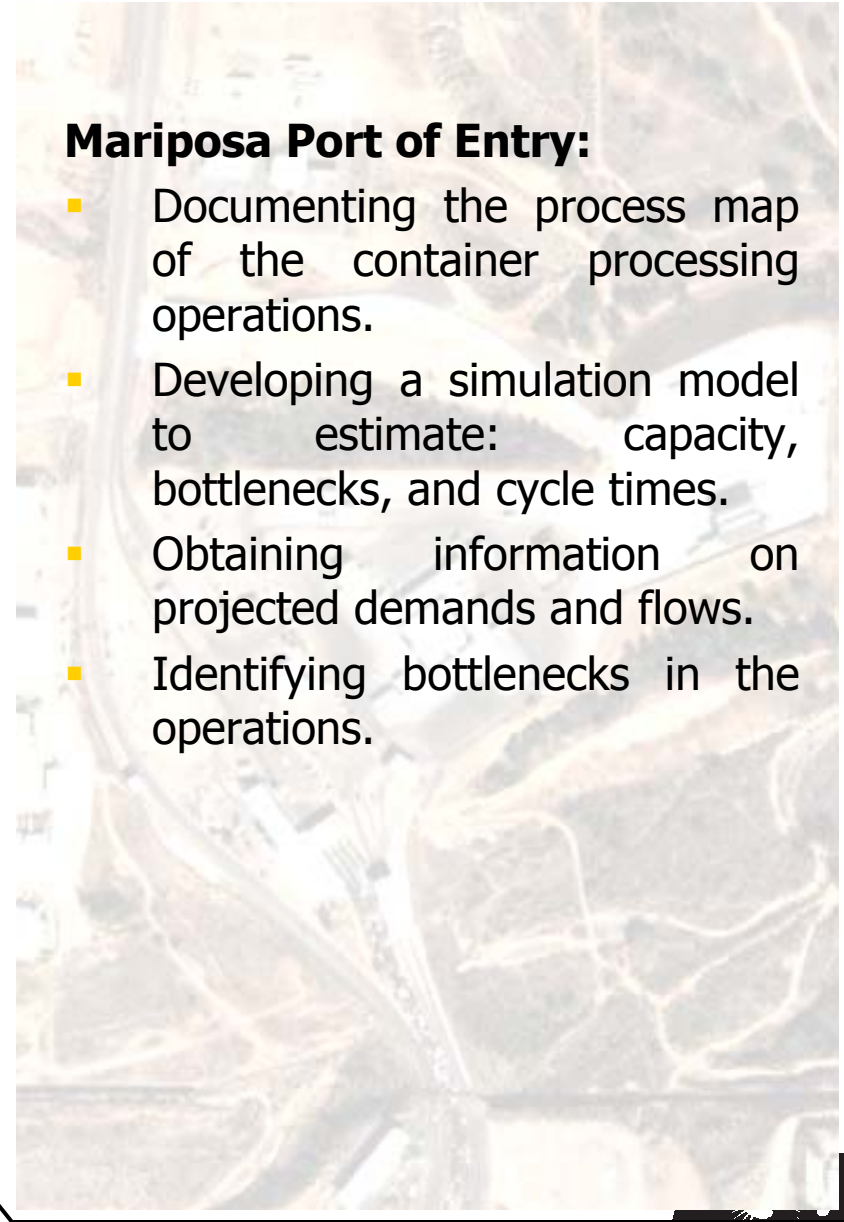 Mariposa Port of Entry:
▪ Documenting the process map
of the container processing
operations.
▪ Developing a simulation model
to estimate: capacity,
bottlenecks, and cycle times.
▪ Obtaining information on
projected demands and flows.
▪ Identifying bottlenecks in the
operations.